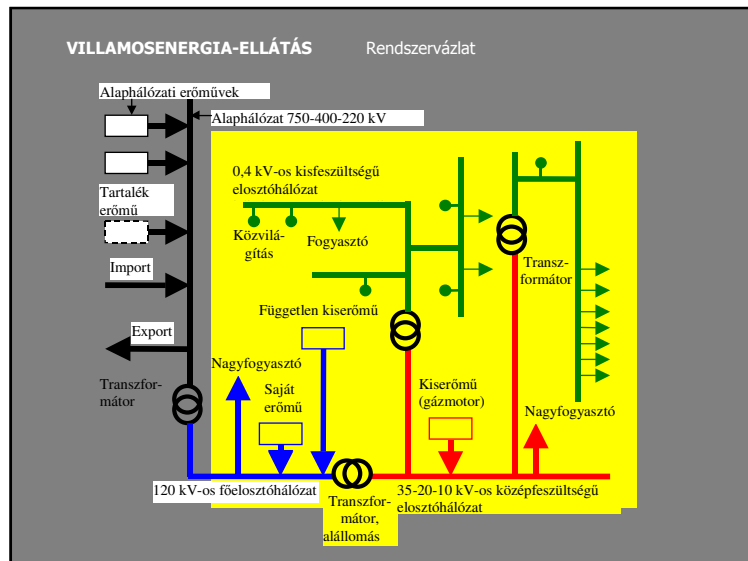 VILLAMOSENERGIA-ELLÁTÁS Rendszervázlat
Alaphálózati erőművek
Alaphálózat 750-400-220 kV
0,4 kV-os kisfeszültségű
elosztóhálózat
Tartalék
erőmű
Közvilá-
gítás
Fogyasztó
Import
Transz-
formátor
Független kiserőmű
Export
Nagyfogyasztó
Transzfor-
mátor
Saját
erőmű
Kiserőmű
(gázmotor)
Nagyfogyasztó
120 kV-os főelosztóhálózat
Transzfor-
mátor,
alállomás
35-20-10 kV-os középfeszültségű
elosztóhálózat